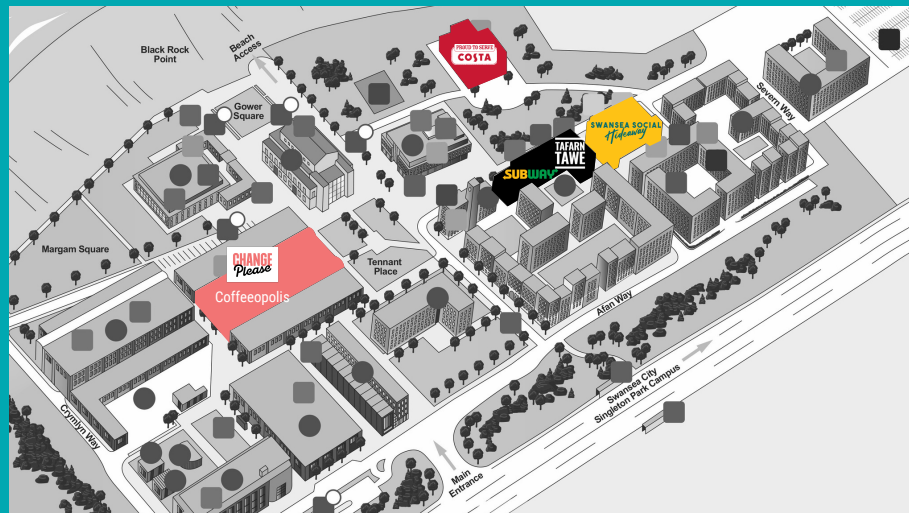 Black Rock
Point
Beach
Access
PROUD TO SERVE
COSTA
Gower
Square
Severn Way
SWANSEA SOCIAL
Hideaway
TAFARN
TAWE
SUBWAY
Margam Square
CHANGE
Please
Coffeeopolis
Tennant
Place
Afan Way
Swansea City
Singleton Park Campus
Crymlyn Way
Main
Entrance